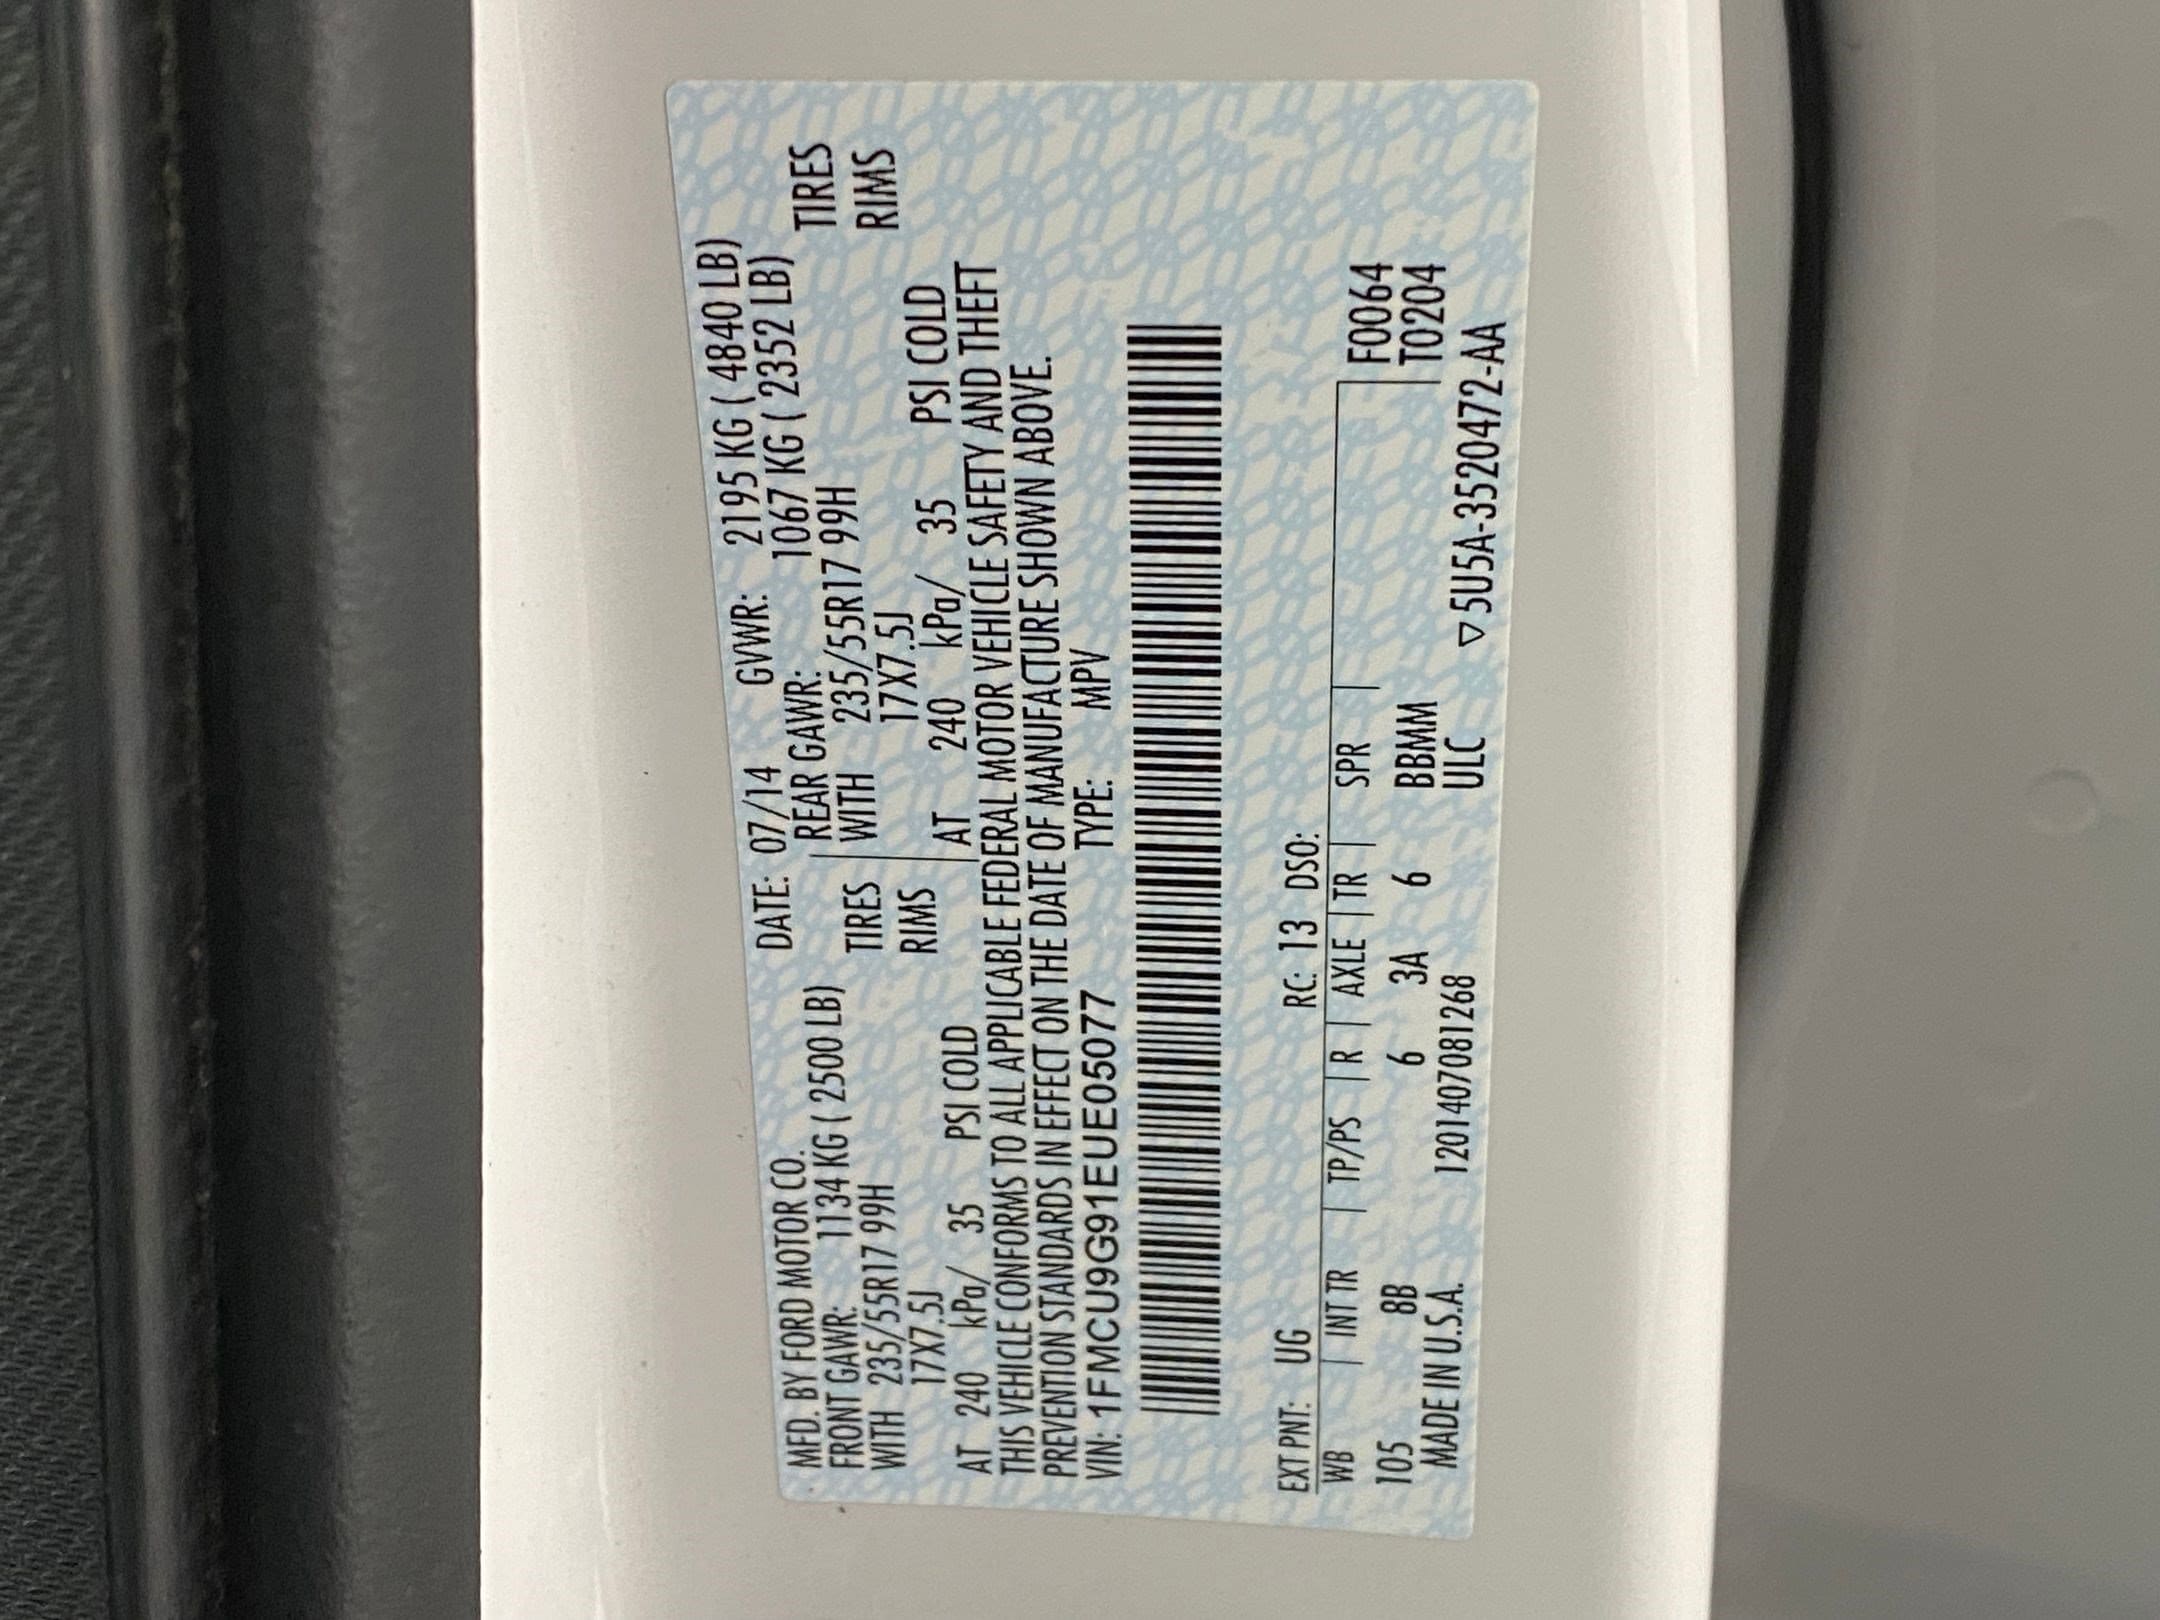 MFD. BY FORD MOTOR CO. DATE: 07/14 GVWR: 2195 KG ( 4840 LB)
FRONT GAWR: 1134 KG ( 2500 LB) REAR GAWR: 1067 KG ( 2352 LB)
WITH 235/55R17 99H TIRES WITH 235/55R17 99H TIRES
17X7.5J RIMS 17X7.5J RIMS
AT 240 kPa/ 35 PSI COLD AT 240 kPa/ 35 PSI COLD
THIS VEHICLE CONFORMS TO ALL APPLICABLE FEDERAL MOTOR VEHICLE SAFETY AND THEFT
PREVENTION STANDARDS IN EFFECT ON THE DATE OF MANUFACTURE SHOWN ABOVE.
VIN: 1FMCU9G91EUE05077 TYPE: MPV
EXT PNT: UG RC: 13 DSO:
WB | INT TR | TP/PS | R | AXLE | TR | SPR F0064
105 8B 6 3A 6 BBMM T0204
MADE IN U.S.A. 1201407081268 ULC ▽5U5A-3520472-AA